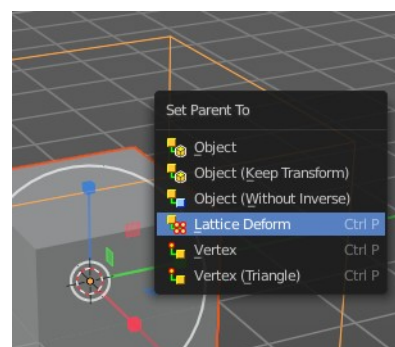 Set Parent To
Object
Object (Keep Transform)
Object (Without Inverse)
Lattice Deform Ctrl P
Vertex Ctrl P
Vertex (Triangle) Ctrl P